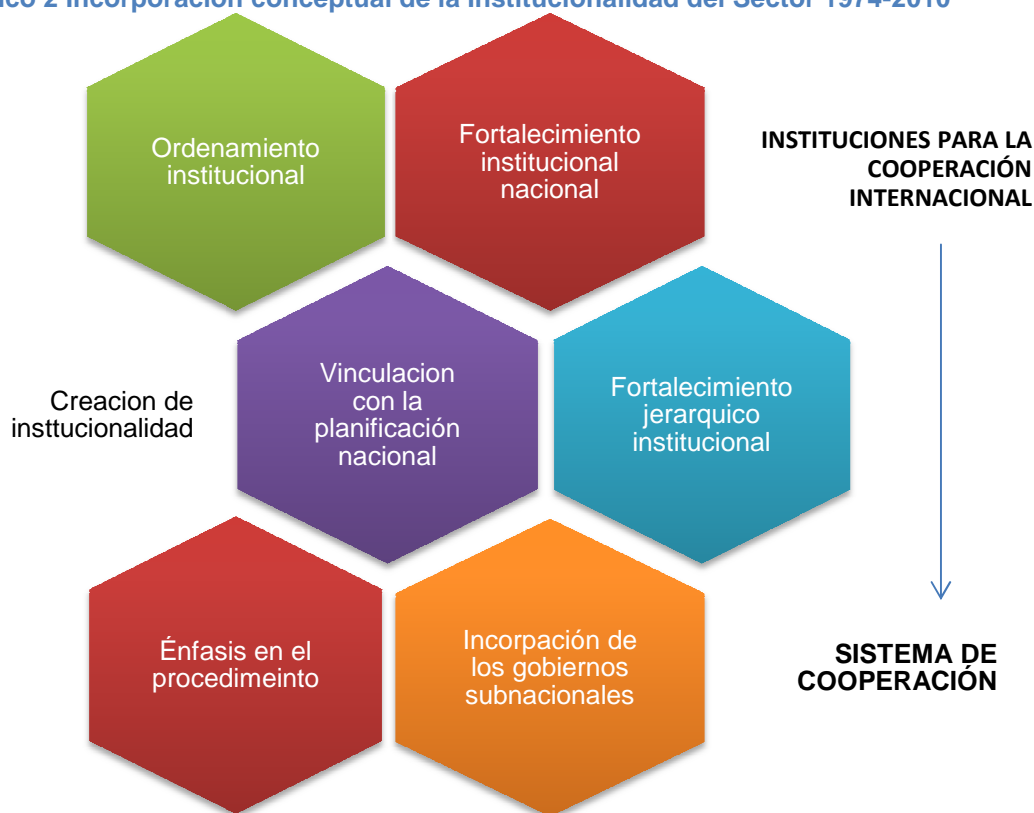 ico 2 Incorporación conceptual de la Institucionalidad del Sector 1974-2010
Ordenamiento
institucional
Fortalecimiento
institucional
nacional
INSTITUCIONES PARA LA
COOPERACIÓN
INTERNACIONAL
Creacion de
insttucionalidad
Vinculacion
con la
planificación
nacional
Fortalecimiento
jerarquico
institucional
Énfasis en el
procedimeinto
Incorpación de
los gobiernos
subnacionales
SISTEMA DE
COOPERACIÓN